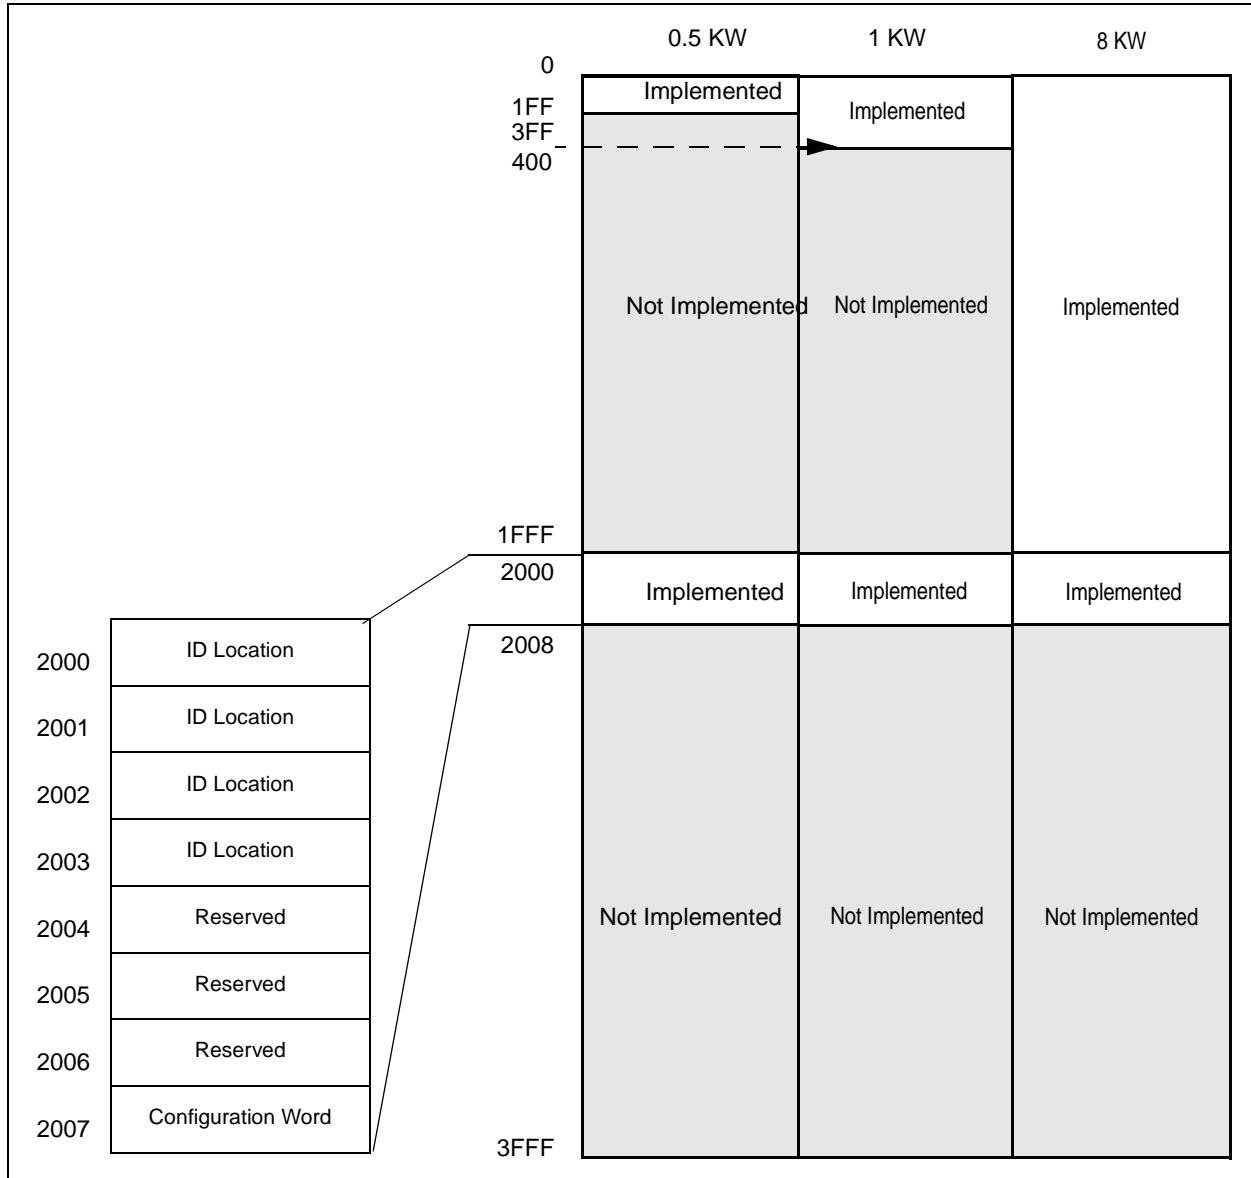 0.5 KW 1 KW 8 KW
0
Implemented
1FF
Implemented
3FF
400
Not Implemented Not Implemented Implemented
1FFF
2000
Implemented Implemented Implemented
2008
2000 ID Location
2001 ID Location
2002 ID Location
2003 ID Location
2004 Reserved
Not Implemented Not Implemented Not Implemented
2005 Reserved
2006 Reserved
2007 Configuration Word
3FFF